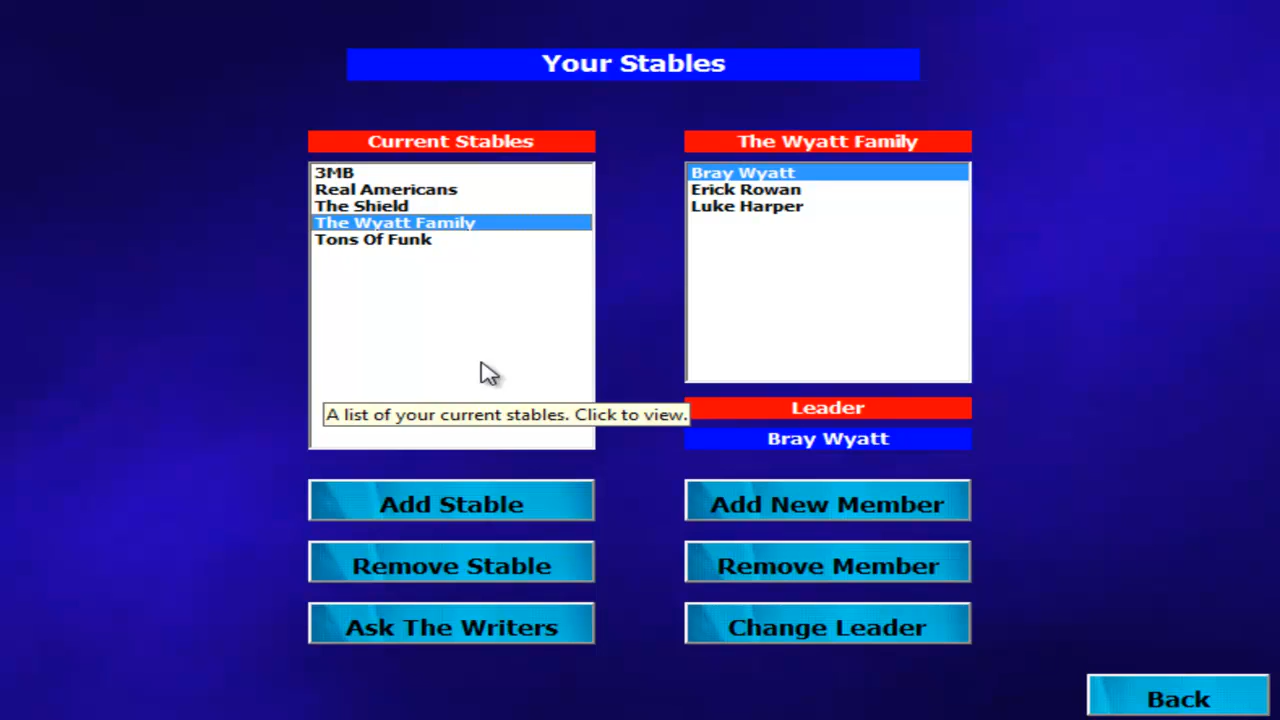 Your Stables
Current Stables
3MB
Real Americans
The Shield
The Wyatt Family
Tons Of Funk
A list of your current stables. Click to view.
Add Stable
Remove Stable
Ask The Writers
The Wyatt Family
Bray Wyatt
Erick Rowan
Luke Harper
Leader
Bray Wyatt
Add New Member
Remove Member
Change Leader
Back